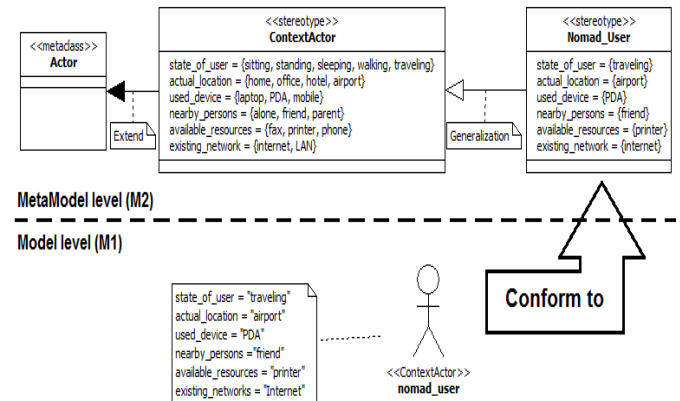 <<metaclass>>
Actor
Extend
<<stereotype>>
ContextActor
state_of_user = {sitting, standing, sleeping, walking, traveling}
actual_location = {home, office, hotel, airport}
used_device = {laptop, PDA, mobile}
nearby_persons = {alone, friend, parent}
available_resources = {fax, printer, phone}
existing_network = {internet, LAN}
Generalization
<<stereotype>>
Nomad_User
state_of_user = {traveling}
actual_location = {airport}
used_device = {PDA}
nearby_persons = {friend}
available_resources = {printer}
existing_network = {internet}
MetaModel level (M2)
Model level (M1)
state_of_user = "traveling"
actual_location = "airport"
used_device = "PDA"
nearby_persons ="friend"
available_resources = "printer"
existing_networks = "Internet"
<<ContextActor>>
nomad_user
Conform to